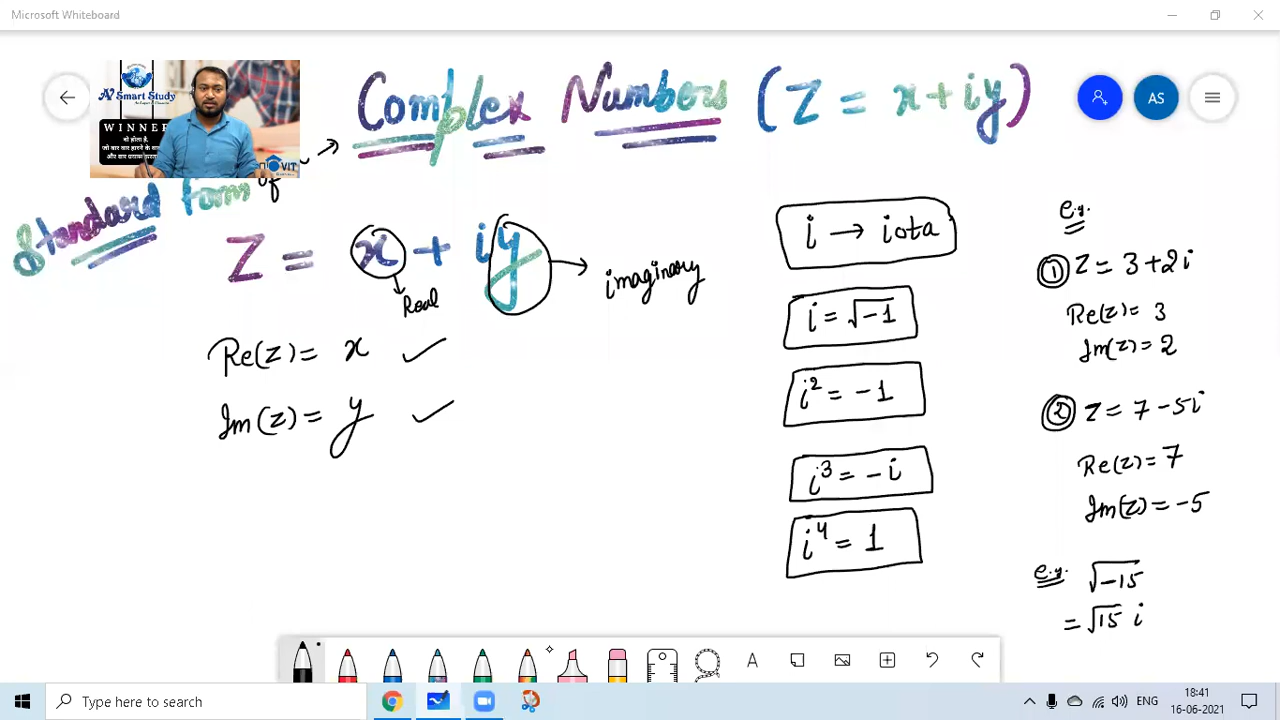 Microsoft Whiteboard
Smart Study
WINNER
वो होता है,
जो बार बार हारने के बाद
VIT
Standard form of → Complex Numbers (Z = x+iy)
AS
Z = x + iy
Real
imaginary
Re(z) = x ✓
Im(z) = y ✓
i → iota
i = √-1
i² = -1
i³ = -i
i⁴ = 1
e.g.
① Z = 3+2i
Re(z) = 3
Im(z) = 2
② Z = 7-5i
Re(z) = 7
Im(z) = -5
e.g. √-15
= √15 i
A
Type here to search
ENG
18:41
16-06-2021